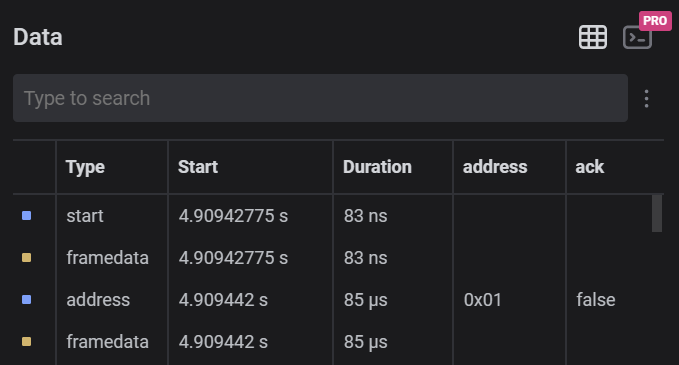 PRO
Data
Type to search
Type Start Duration address ack
start 4.90942775 s 83 ns
framedata 4.90942775 s 83 ns
address 4.909442 s 85 μs 0x01 false
framedata 4.909442 s 85 μs